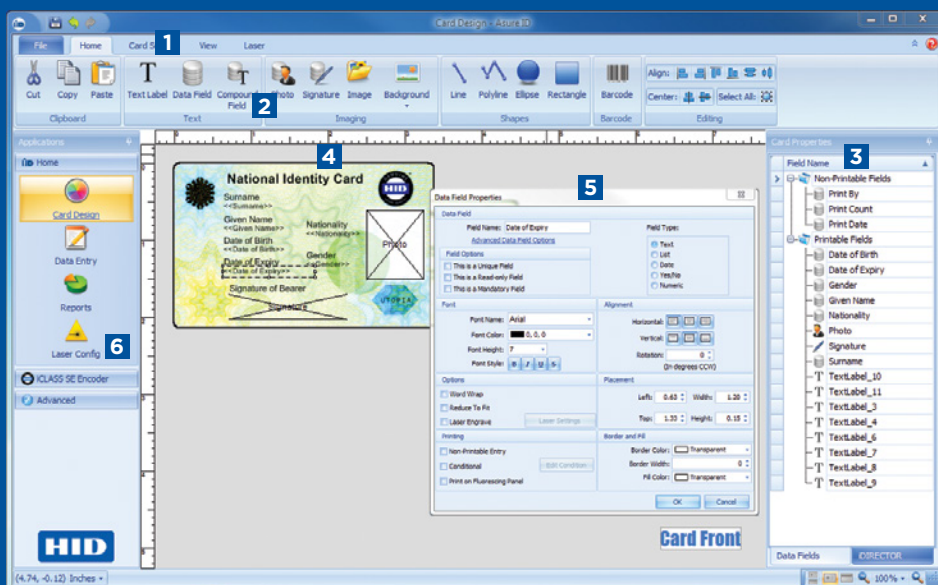 HID
Card Design - Asure ID
File Home Card S View Laser
1
Cut Copy Paste
Text Label Data Field Compound Field
2
Photo Signature Image Background
Line Polyline Ellipse Rectangle
Barcode
Align:
Center: Select All:
Clipboard Text Imaging Shapes Barcode Editing
Applications
Home
Card Design
Data Entry
Reports
Laser Config
6
iCLASS SE Encoder
Advanced
HID
(4.74, -0.12) Inches
4
National Identity Card
HID
Surname
<<Surname>>
Given Name
<<Given Name>>
Nationality
<<Nationality>>
Date of Birth
<<Date of Birth>>
Gender
<<Gender>>
Date of Expiry
<<Date of Expiry>>
Photo
Signature of Bearer
Signature
UTOPIA
5
Data Field Properties
Data Field
Field Name: Date of Expiry
Advanced Data Field Options
Field Options
This is a Unique Field
This is a Read-only Field
This is a Mandatory Field
Field Type:
Text
List
Date
Yes/No
Numeric
Font
Font Name: Arial
Font Color: 0, 0, 0
Font Height: 7
Font Style: B I U S
Alignment
Horizontal:
Vertical:
Rotation: 0
(in degrees CCW)
Options
Word Wrap
Reduce To Fit
Laser Engrave Laser Settings
Placement
Left: 0.63 Width: 1.20
Top: 1.33 Height: 0.15
Printing
Non-Printable Entry
Conditional Edit Condition
Print on Fluorescing Panel
Border and Fill
Border Color: Transparent
Border Width: 0
Fill Color: Transparent
OK Cancel
Card Front
Card Properties
3
Field Name
Non-Printable Fields
Print By
Print Count
Print Date
Printable Fields
Date of Birth
Date of Expiry
Gender
Given Name
Nationality
Photo
Signature
Surname
TextLabel_10
TextLabel_11
TextLabel_3
TextLabel_4
TextLabel_6
TextLabel_7
TextLabel_8
TextLabel_9
Data Fields DIRECTOR
100%